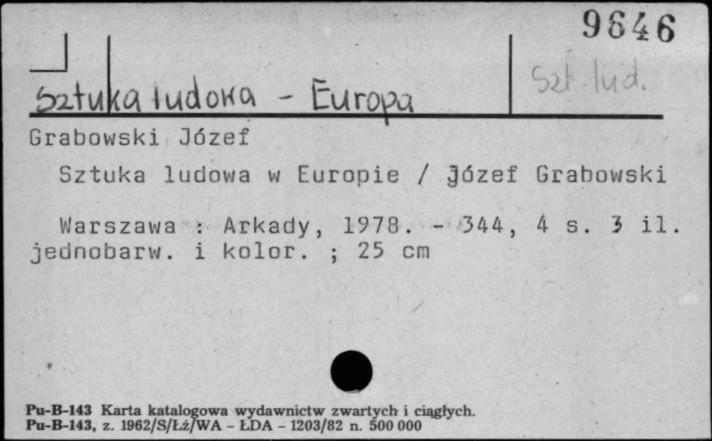 9646
Szt. lud.
Sztuka ludowa - Europa
Grabowski Józef
Sztuka ludowa w Europie / Józef Grabowski
Warszawa : Arkady, 1978. - 344, 4 s. : il.
jednobarw. i kolor. ; 25 cm
Pu-B-143 Karta katalogowa wydawnictw zwartych i ciągłych.
Pu-B-143, z. 1962/S/Łź/WA - ŁDA - 1203/82 n. 500 000